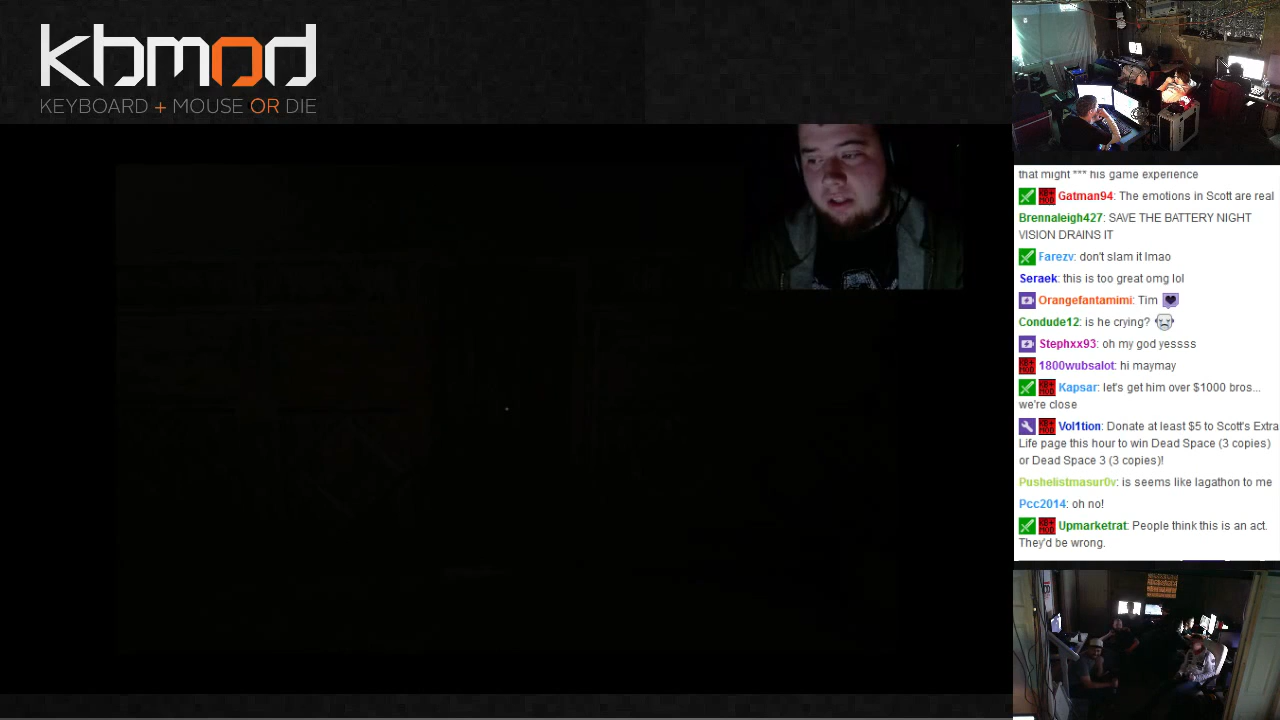 kbmod
KEYBOARD + MOUSE OR DIE
that might *** his game experience
Gatman94: The emotions in Scott are real
Brennaleigh427: SAVE THE BATTERY NIGHT
VISION DRAINS IT
Farezv: don't slam it lmao
Seraek: this is too great omg lol
Orangefantamimi: Tim
Condude12: is he crying?
Stephxx93: oh my god yessss
1800wubsalot: hi maymay
Kapsar: let's get him over $1000 bros...
we're close
Vol1tion: Donate at least $5 to Scott's Extra
Life page this hour to win Dead Space (3 copies)
or Dead Space 3 (3 copies)!
Pushelistmasur0v: is seems like lagathon to me
Pcc2014: oh no!
Upmarketrat: People think this is an act.
They'd be wrong.